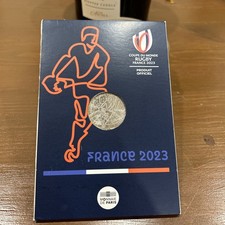 COUPE DU MONDE
RUGBY
FRANCE 2023
PRODUIT
OFFICIEL
FRANCE 2023
MONNAIE
DE PARIS